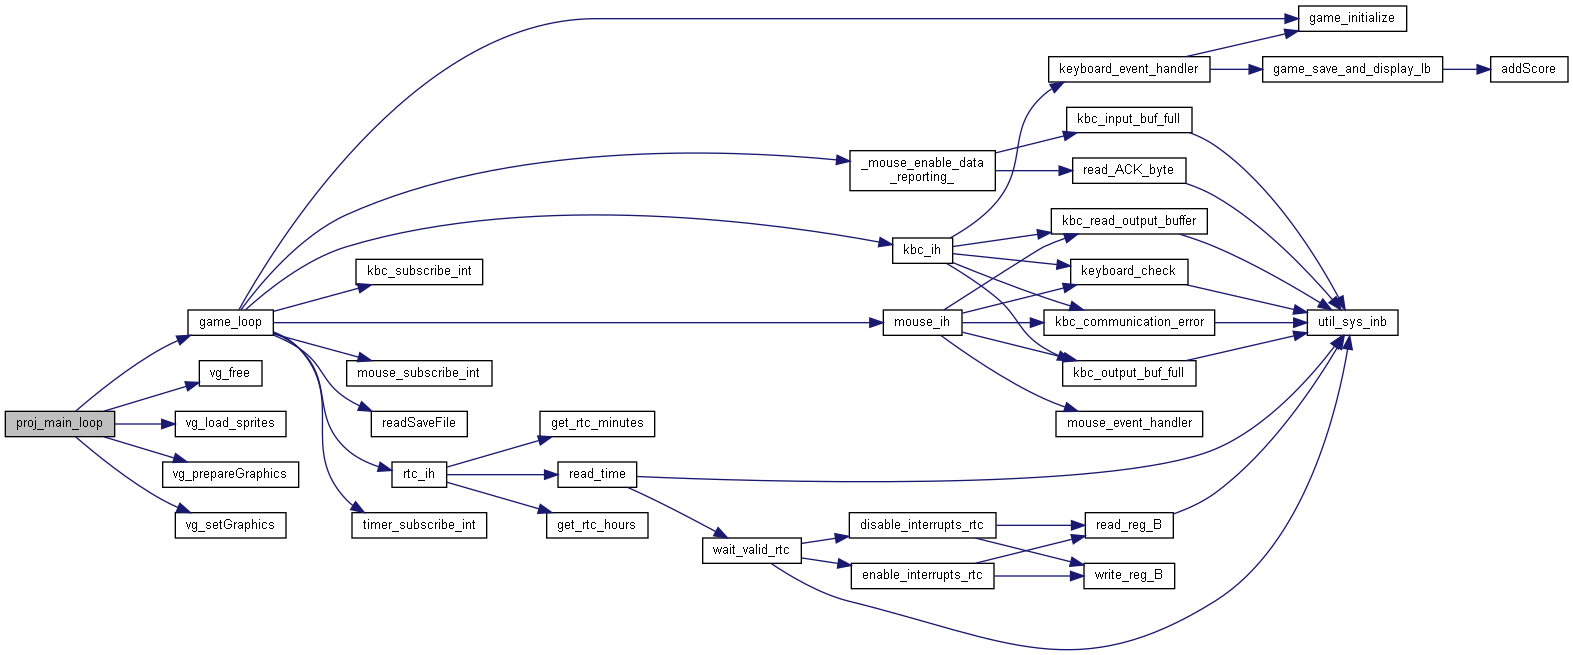 game_initialize
keyboard_event_handler
game_save_and_display_lb
addScore
kbc_input_buf_full
_mouse_enable_data
_reporting_
read_ACK_byte
kbc_read_output_buffer
kbc_ih
kbc_subscribe_int
keyboard_check
game_loop
mouse_ih
kbc_communication_error
util_sys_inb
vg_free
mouse_subscribe_int
kbc_output_buf_full
proj_main_loop
vg_load_sprites
readSaveFile
get_rtc_minutes
mouse_event_handler
vg_prepareGraphics
rtc_ih
read_time
vg_setGraphics
timer_subscribe_int
get_rtc_hours
disable_interrupts_rtc
read_reg_B
wait_valid_rtc
enable_interrupts_rtc
write_reg_B